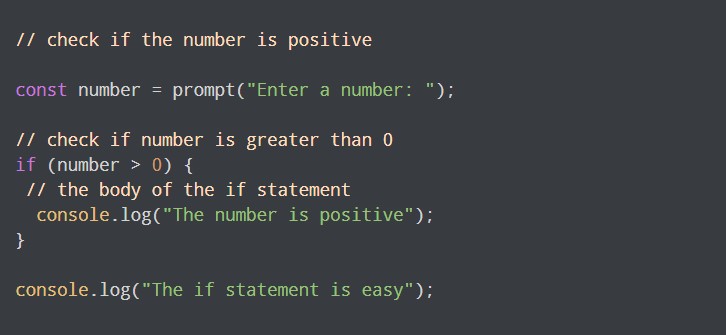 // check if the number is positive
const number = prompt("Enter a number: ");
// check if number is greater than 0
if (number > 0) {
// the body of the if statement
console.log("The number is positive");
}
console.log("The if statement is easy");